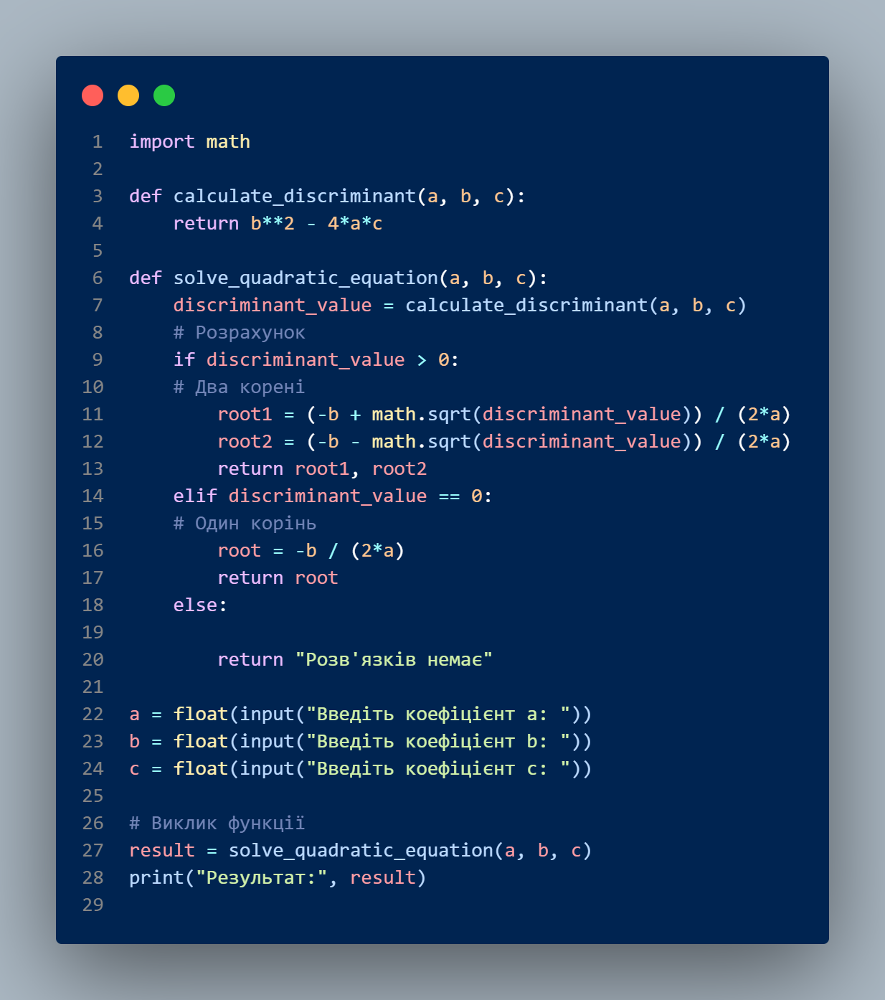 1 import math
2
3 def calculate_discriminant(a, b, c):
4     return b**2 - 4*a*c
5
6 def solve_quadratic_equation(a, b, c):
7     discriminant_value = calculate_discriminant(a, b, c)
8     # Розрахунок
9     if discriminant_value > 0:
10     # Два корені
11         root1 = (-b + math.sqrt(discriminant_value)) / (2*a)
12         root2 = (-b - math.sqrt(discriminant_value)) / (2*a)
13         return root1, root2
14     elif discriminant_value == 0:
15     # Один корінь
16         root = -b / (2*a)
17         return root
18     else:
19
20         return "Розв'язків немає"
21
22 a = float(input("Введіть коефіцієнт a: "))
23 b = float(input("Введіть коефіцієнт b: "))
24 c = float(input("Введіть коефіцієнт c: "))
25
26 # Виклик функції
27 result = solve_quadratic_equation(a, b, c)
28 print("Результат:", result)
29